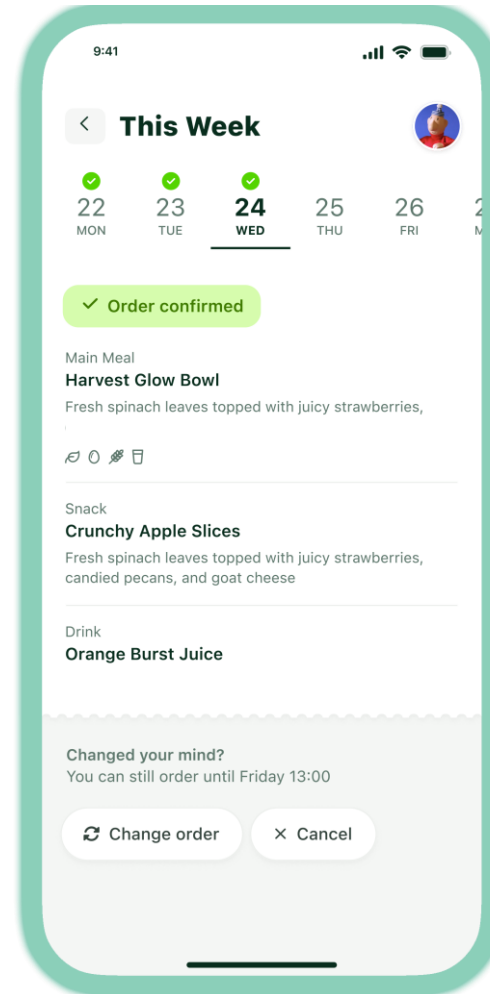 9:41
This Week
22 23 24 25 26
MON TUE WED THU FRI
Order confirmed
Main Meal
Harvest Glow Bowl
Fresh spinach leaves topped with juicy strawberries,
Snack
Crunchy Apple Slices
Fresh spinach leaves topped with juicy strawberries,
candied pecans, and goat cheese
Drink
Orange Burst Juice
Changed your mind?
You can still order until Friday 13:00
Change order
Cancel